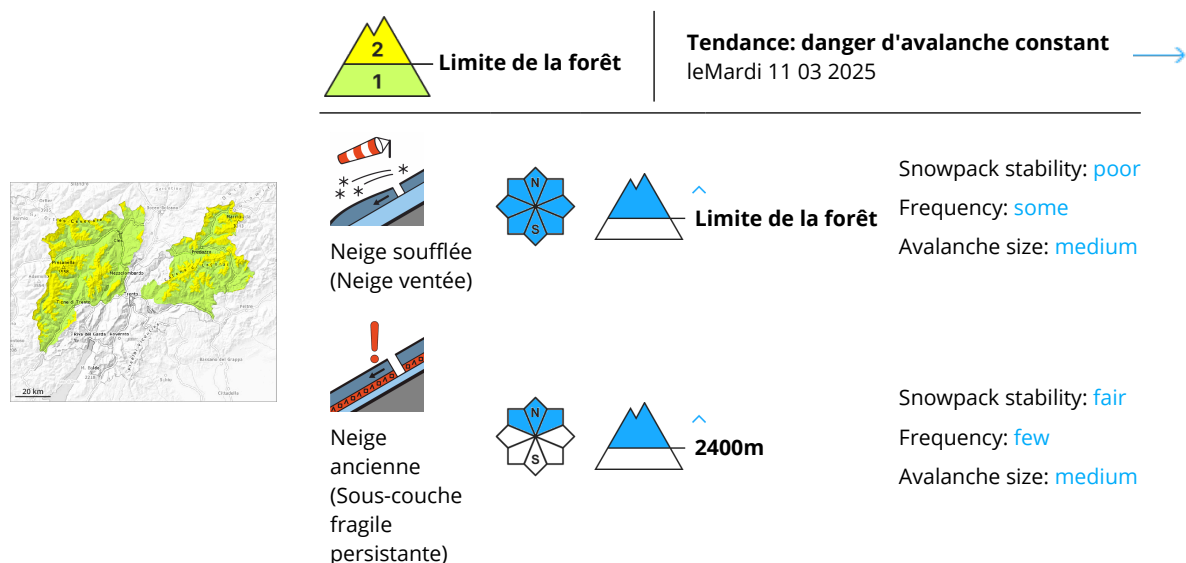 2
1
Limite de la forêt
Tendance: danger d'avalanche constant
leMardi 11 03 2025
N
S
Limite de la forêt
Snowpack stability: poor
Frequency: some
Avalanche size: medium
Neige soufflée
(Neige ventée)
20 km
N
S
2400m
Snowpack stability: fair
Frequency: few
Avalanche size: medium
Neige
ancienne
(Sous-couche
fragile
persistante)